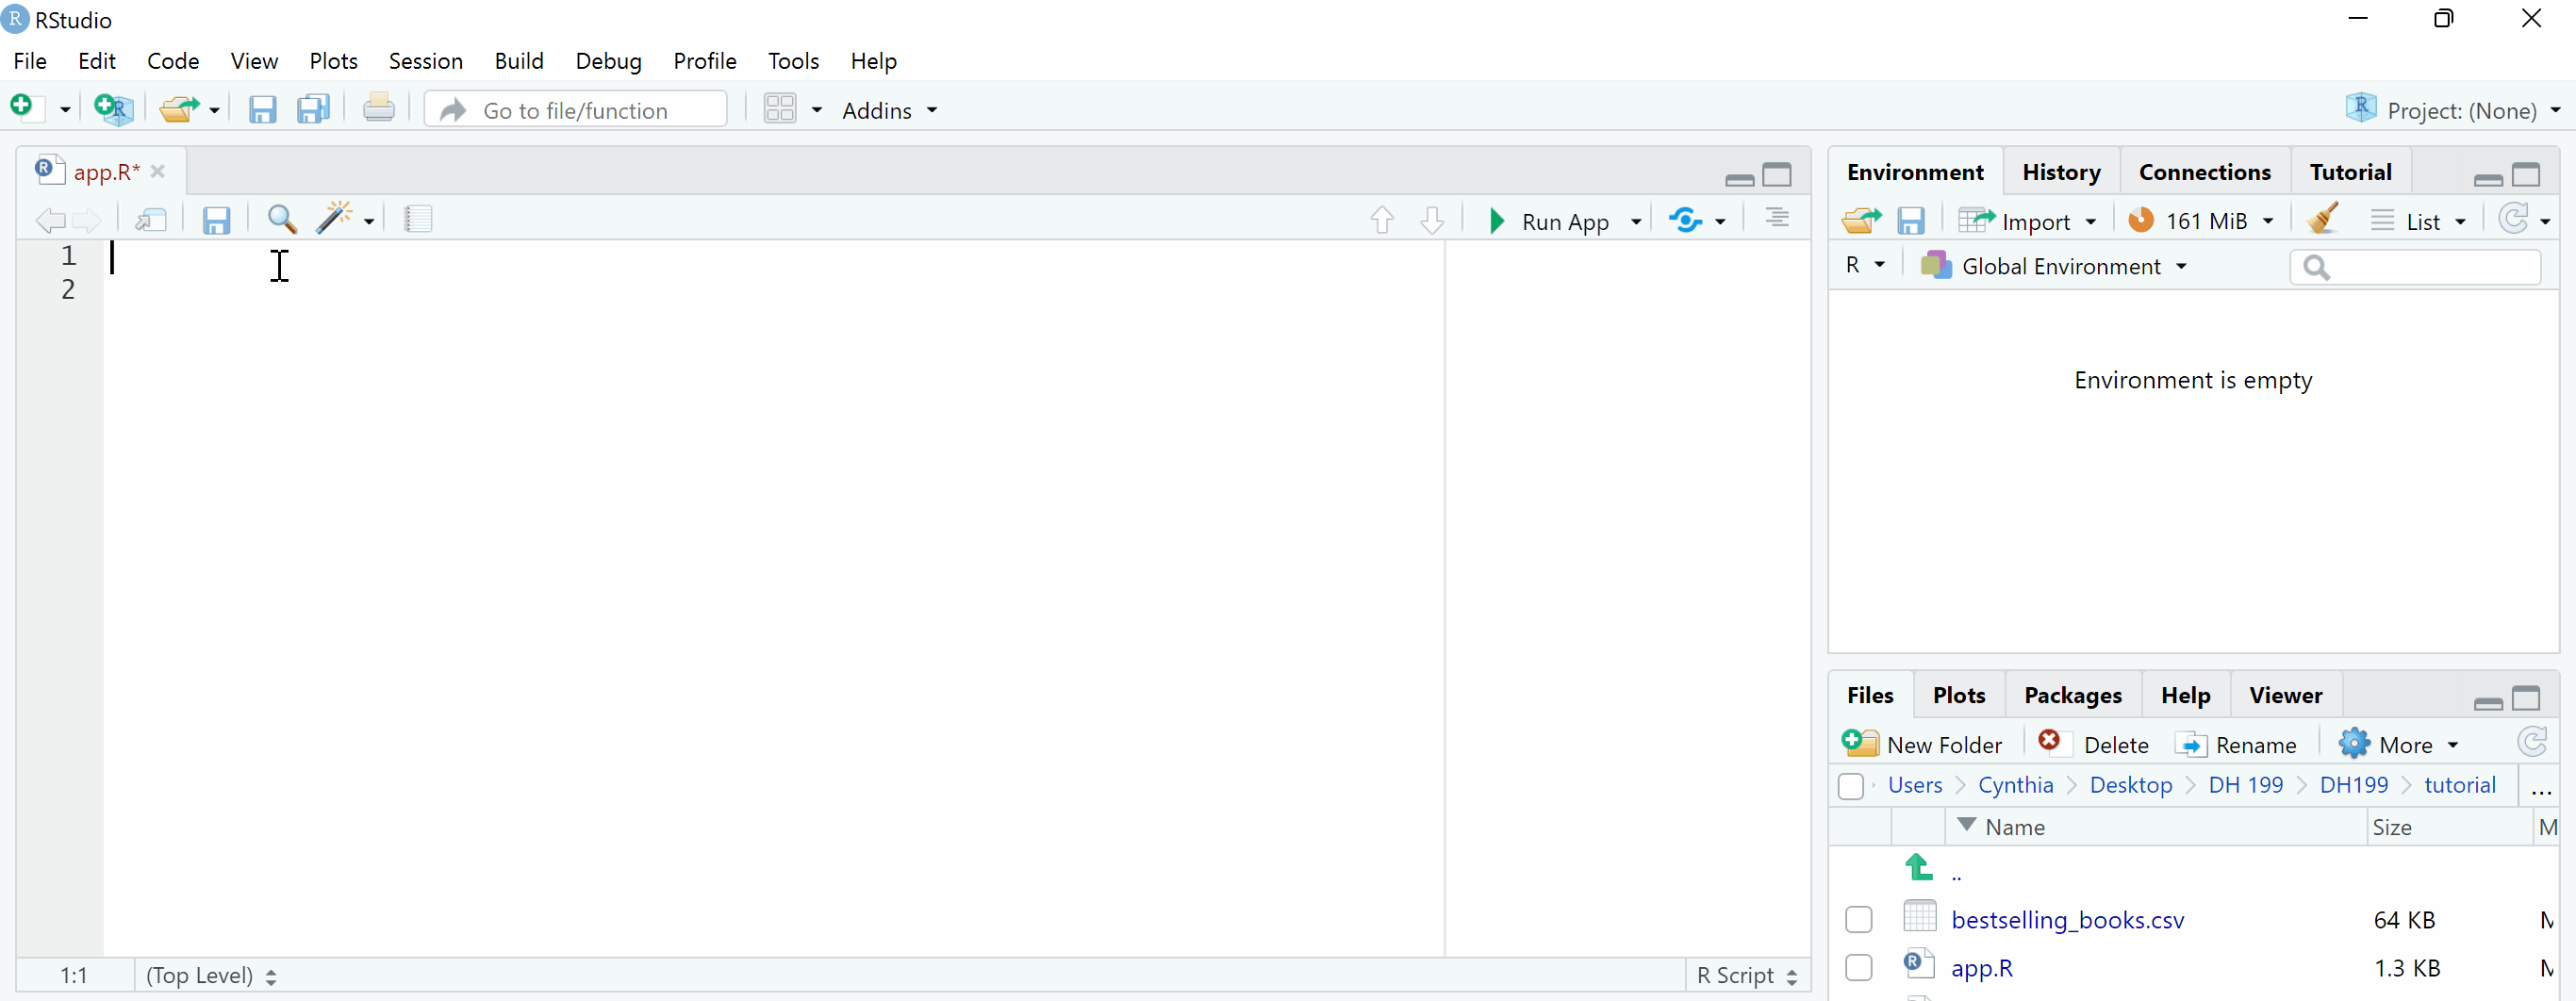 R RStudio
File Edit Code View Plots Session Build Debug Profile Tools Help
Go to file/function Addins Project: (None)
app.R*
Run App
1
2
1:1 (Top Level) R Script
Environment History Connections Tutorial
Import 161 MiB List
R Global Environment
Environment is empty
Files Plots Packages Help Viewer
New Folder Delete Rename More
Users Cynthia Desktop DH 199 DH199 tutorial ...
Name Size M
..
bestselling_books.csv 64 KB
app.R 1.3 KB